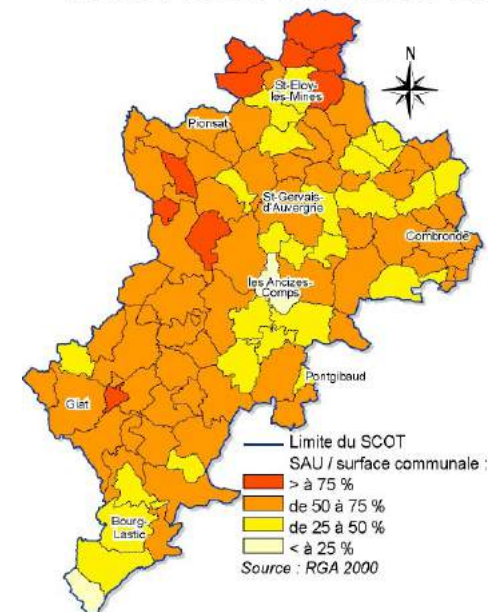 N
St-Eloy-
les-Mines
Pionsat
St-Gervais-
d'Auvergne
Combronde
les Ancizes-
Comps
Pontgibaud
Giat
Bourg-
Lastic
Limite du SCOT
SAU / surface communale :
> à 75 %
de 50 à 75 %
de 25 à 50 %
< à 25 %
Source : RGA 2000